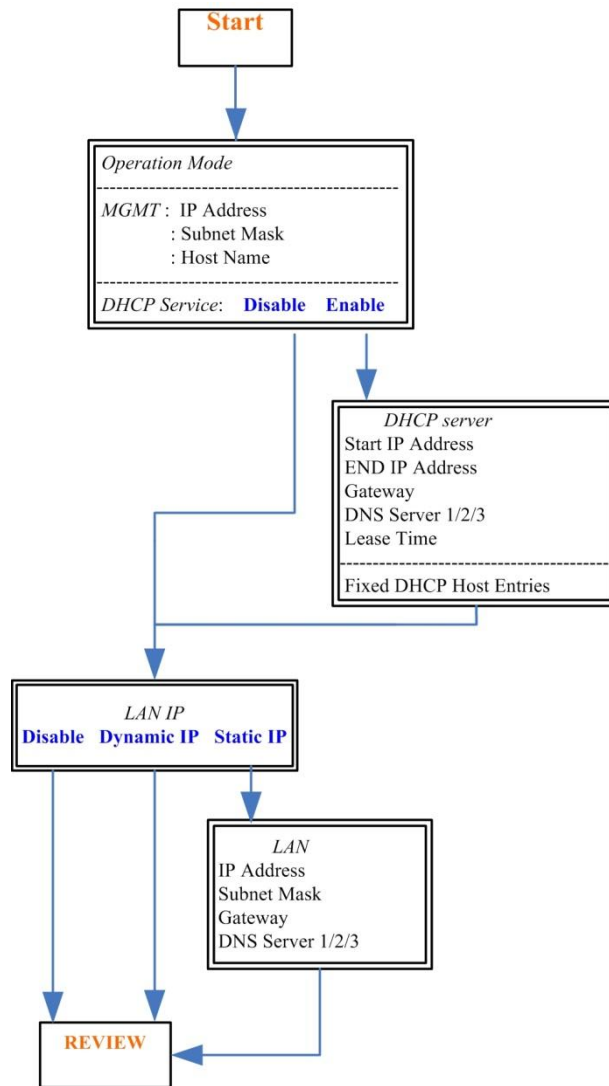 Start
Operation Mode
MGMT : IP Address
: Subnet Mask
: Host Name
DHCP Service: Disable Enable
DHCP server
Start IP Address
END IP Address
Gateway
DNS Server 1/2/3
Lease Time
Fixed DHCP Host Entries
LAN IP
Disable Dynamic IP Static IP
LAN
IP Address
Subnet Mask
Gateway
DNS Server 1/2/3
REVIEW